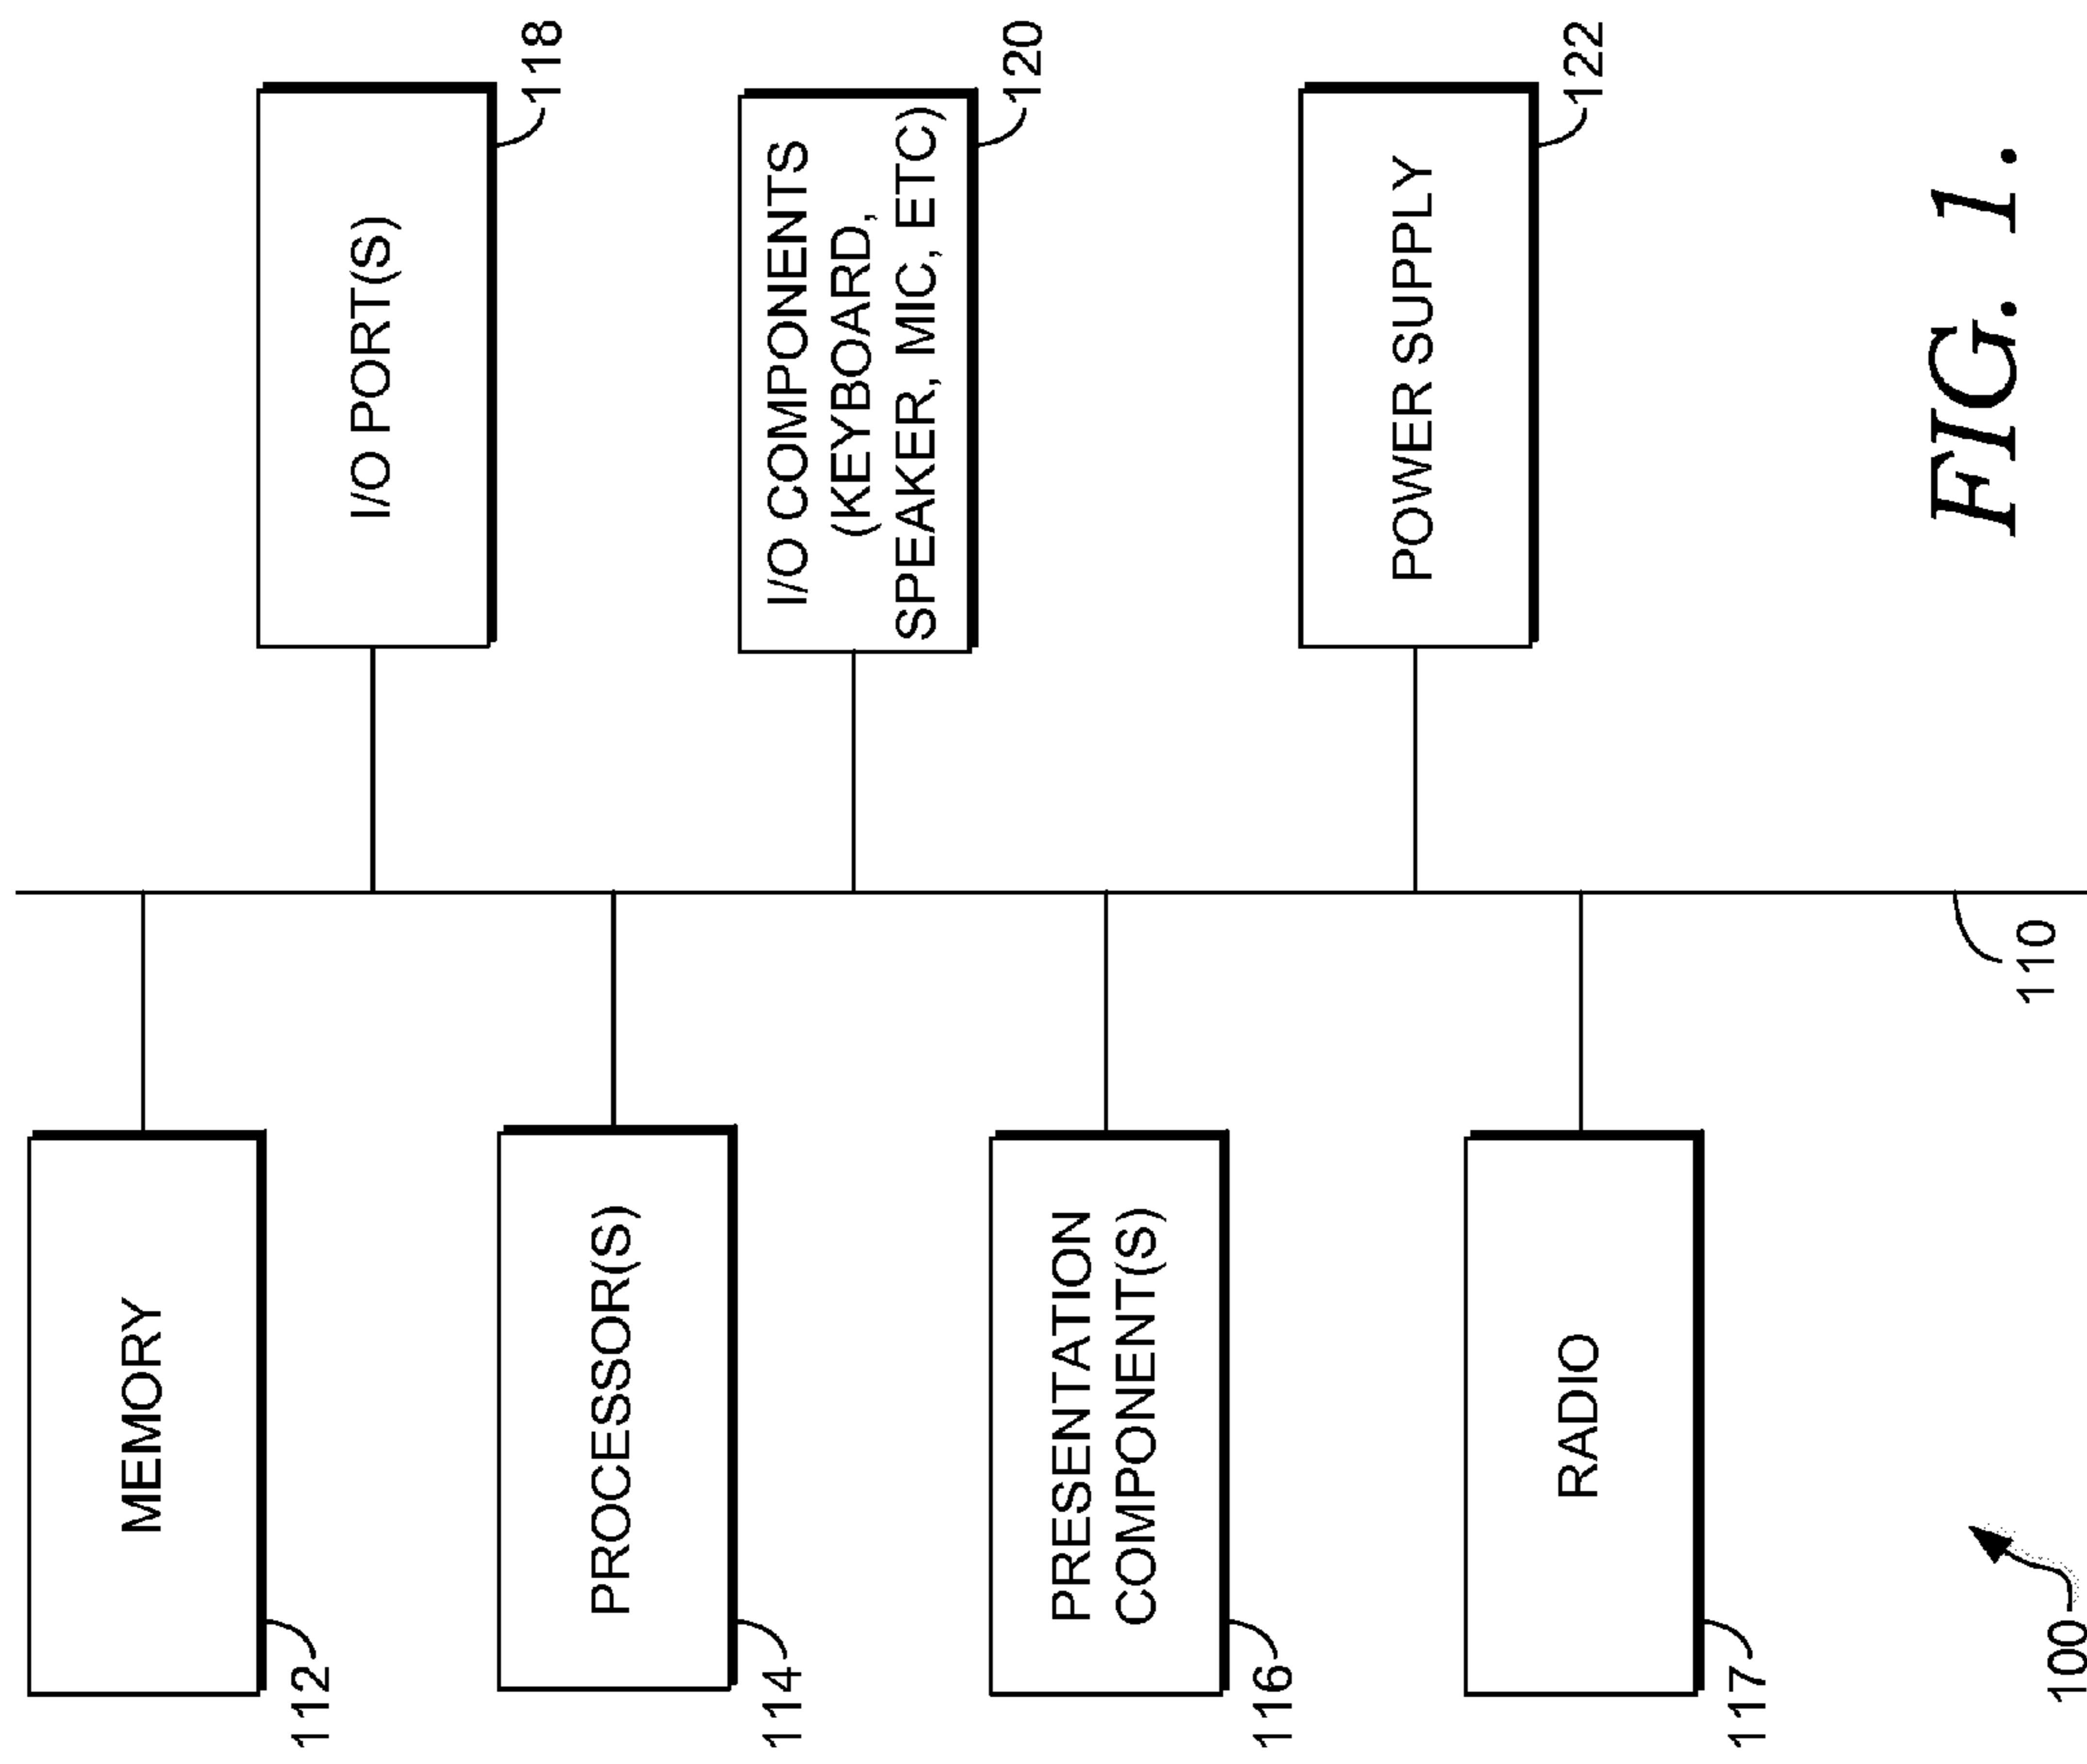 MEMORY
112
I/O PORT(S)
118
PROCESSOR(S)
114
I/O COMPONENTS
(KEYBOARD,
SPEAKER, MIC, ETC)
120
PRESENTATION
COMPONENT(S)
116
POWER SUPPLY
122
RADIO
117
110
100
FIG. 1.